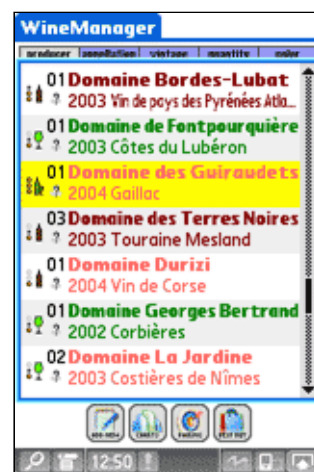 WineManager
producer appellation vintage quantity color
01 Domaine Bordes-Lubat
? 2003 Vin de pays des Pyrénées Atla...
01 Domaine de Fontpourquière
? 2003 Côtes du Lubéron
01 Domaine des Guiraudets
? 2004 Gaillac
03 Domaine des Terres Noires
? 2003 Touraine Mesland
01 Domaine Durizi
? 2004 Vin de Corse
01 Domaine Georges Bertrand
? 2002 Corbières
02 Domaine La Jardine
? 2003 Costières de Nîmes
ADD NEW CHARTS
12:50